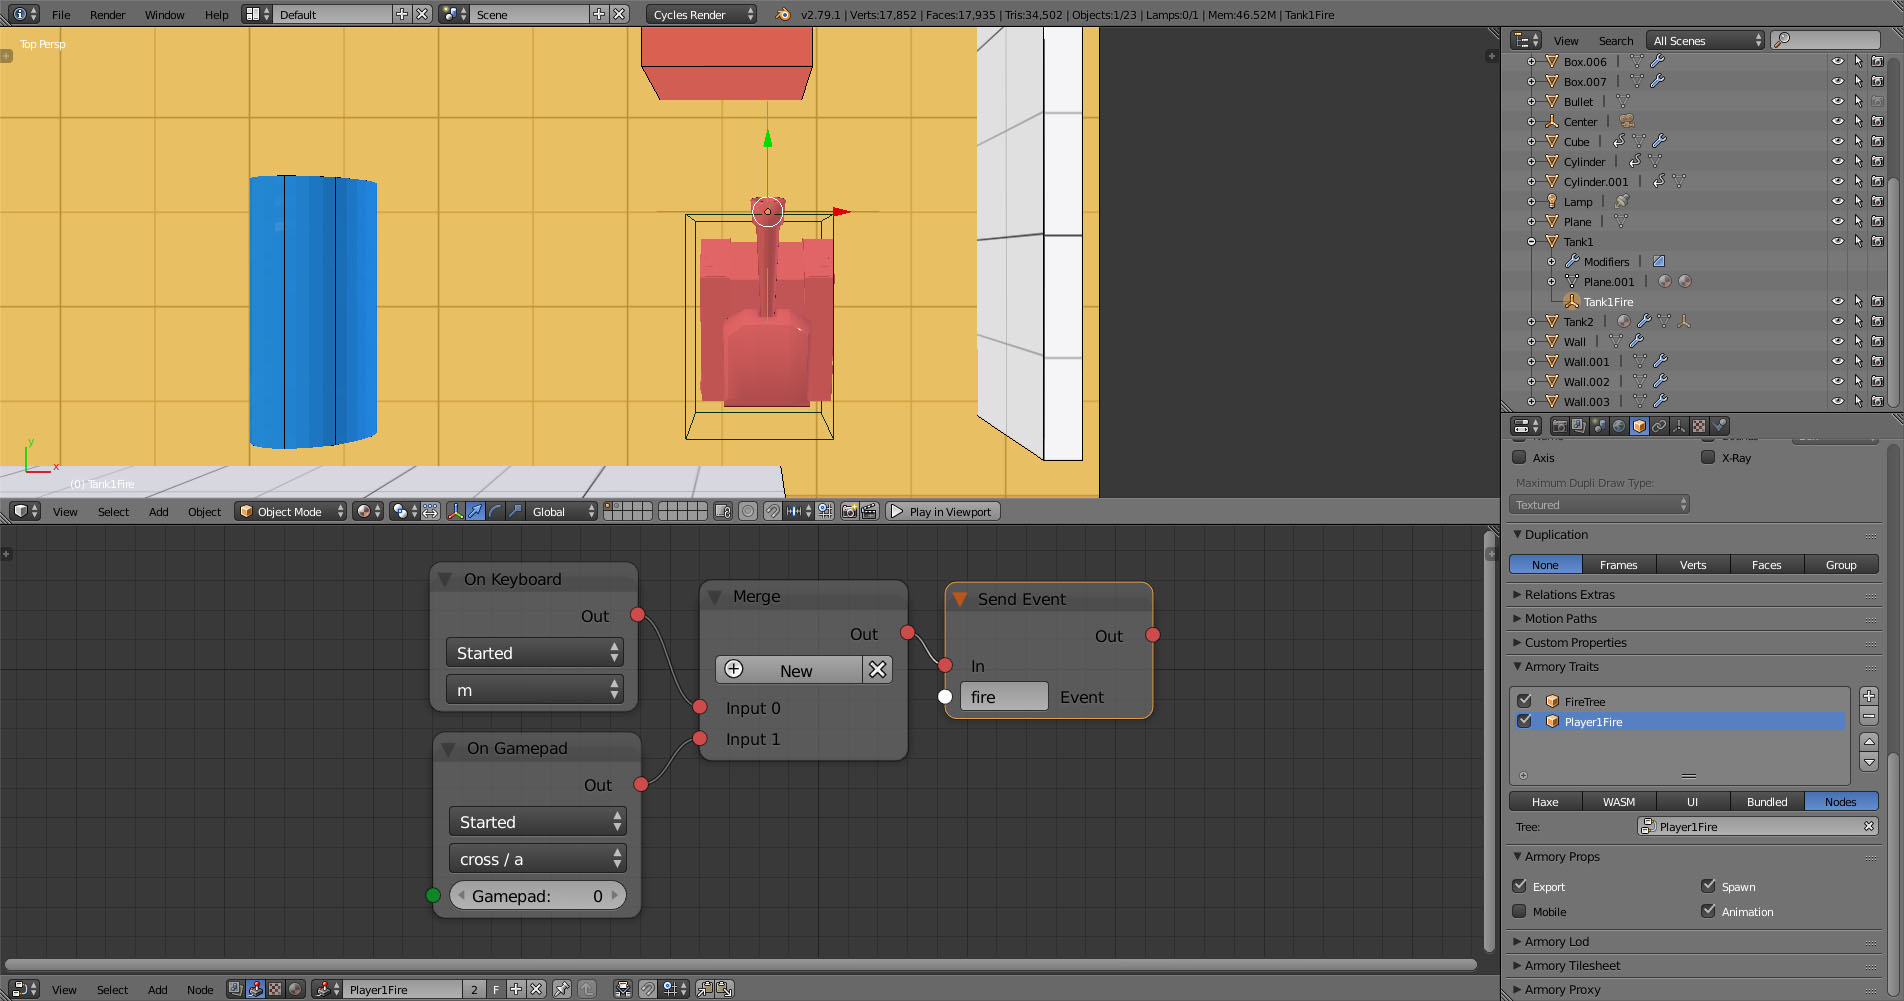 File Render Window Help Default Scene Cycles Render v2.79.1 | Verts:17,852 | Faces:17,935 | Tris:34,502 | Objects:1/23 | Lamps:0/1 | Mem:46.52M | Tank1Fire
Top Persp
y
x
(0) Tank1Fire
View Select Add Object Object Mode Global Play in Viewport
On Keyboard
Out
Started
m
On Gamepad
Out
Started
cross / a
Gamepad: 0
Merge
Out
New
Input 0
Input 1
Send Event
Out
In
fire Event
View Select Add Node Player1Fire 2 F
View Search All Scenes
Box.006
Box.007
Bullet
Center
Cube
Cylinder
Cylinder.001
Lamp
Plane
Tank1
Modifiers
Plane.001
Tank1Fire
Tank2
Wall
Wall.001
Wall.002
Wall.003
Axis X-Ray
Maximum Dupli Draw Type:
Textured
Duplication
None Frames Verts Faces Group
Relations Extras
Motion Paths
Custom Properties
Armory Traits
FireTree
Player1Fire
Haxe WASM UI Bundled Nodes
Tree: Player1Fire
Armory Props
Export Spawn
Mobile Animation
Armory Lod
Armory Tilesheet
Armory Proxy